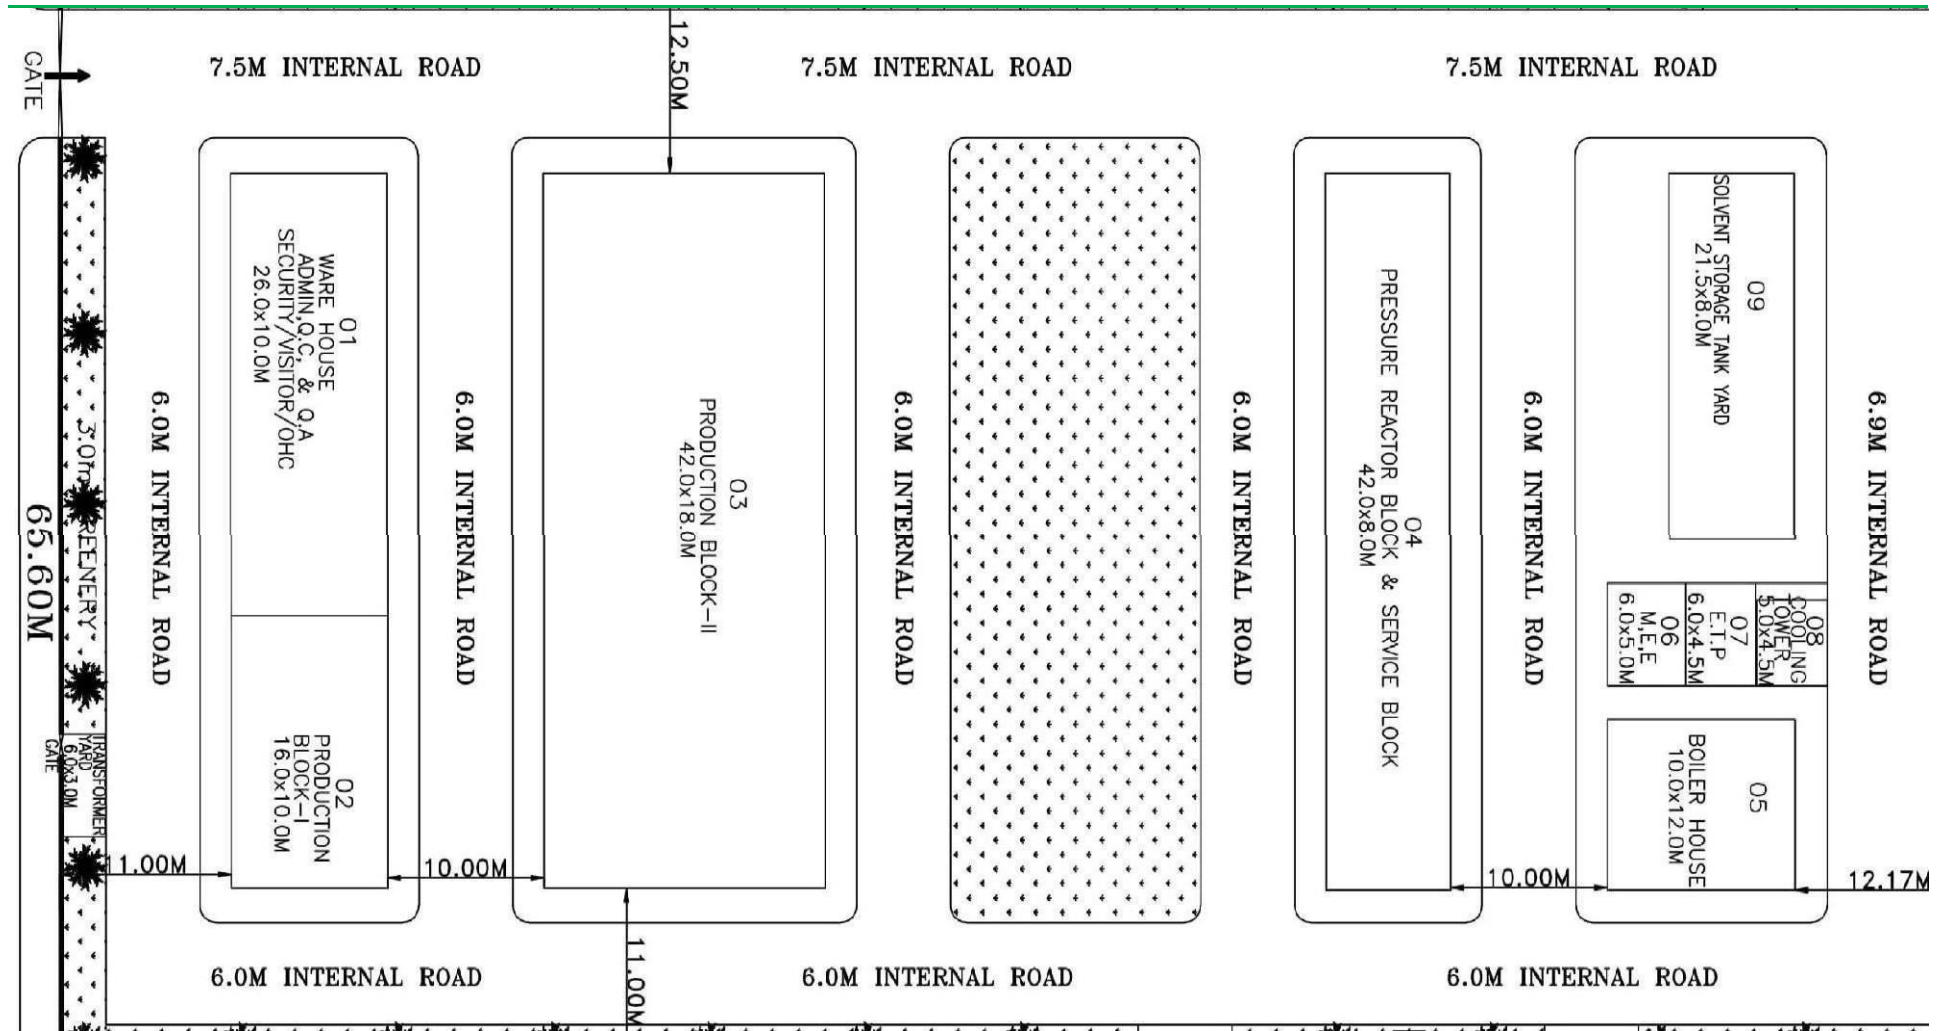 GATE
7.5M INTERNAL ROAD
12.50M
7.5M INTERNAL ROAD
7.5M INTERNAL ROAD
65.60M
6.0M INTERNAL ROAD
01
WARE HOUSE
ADMIN,Q.C, & Q,A
SECURITY/VISITOR/OHC
26.0x10.0M
02
PRODUCTION
BLOCK-I
16.0x10.0M
6.0M INTERNAL ROAD
03
PRODUCTION BLOCK-II
42.0x18.0M
6.0M INTERNAL ROAD
6.0M INTERNAL ROAD
04
PRESSURE REACTOR BLOCK & SERVICE BLOCK
42.0x8.0M
6.0M INTERNAL ROAD
09
SOLVENT STORAGE TANK YARD
21.5x8.0M
08
COOLING
TOWER
5.0x4.5M
07
E.T.P
6.0x4.5M
06
M,E,E
6.0x5.0M
05
BOILER HOUSE
10.0x12.0M
6.9M INTERNAL ROAD
TRANSFORMER
YARD
6.0x3.0M
GATE
11.00M
10.00M
10.00M
12.17M
6.0M INTERNAL ROAD
11.00M
6.0M INTERNAL ROAD
6.0M INTERNAL ROAD